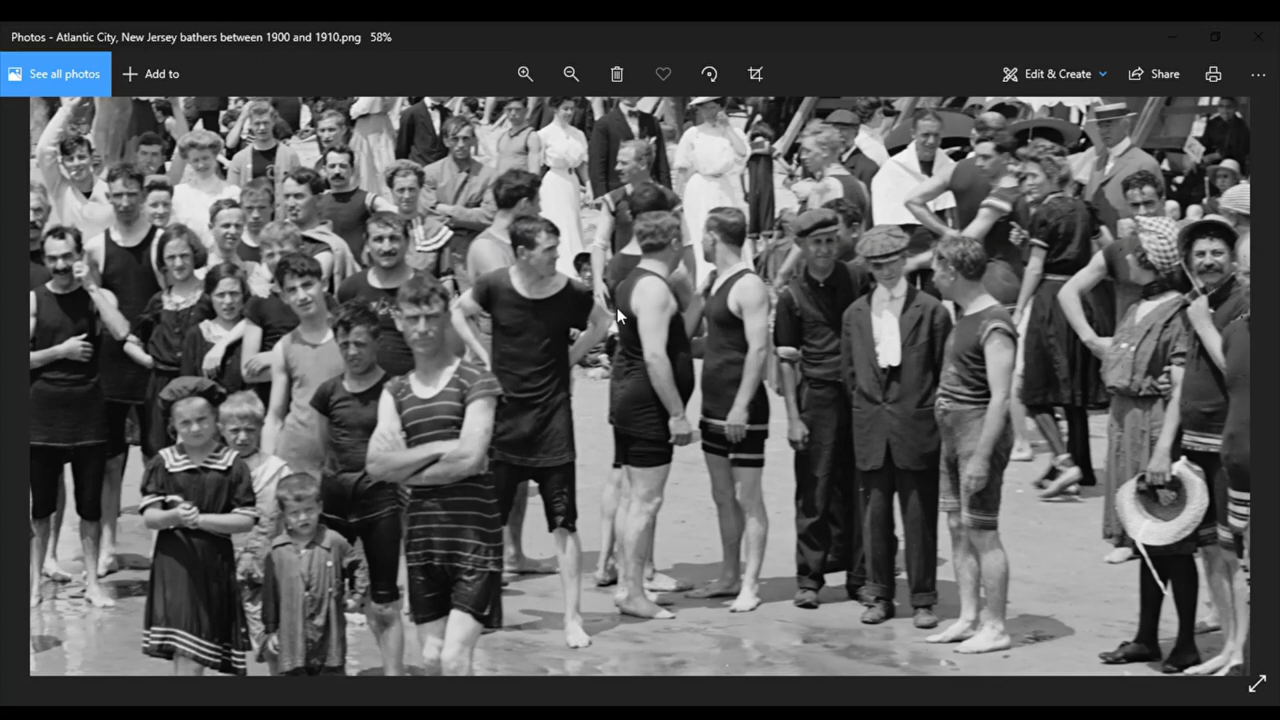 Photos - Atlantic City, New Jersey bathers between 1900 and 1910.png 58%
See all photos
Add to
Edit & Create
Share